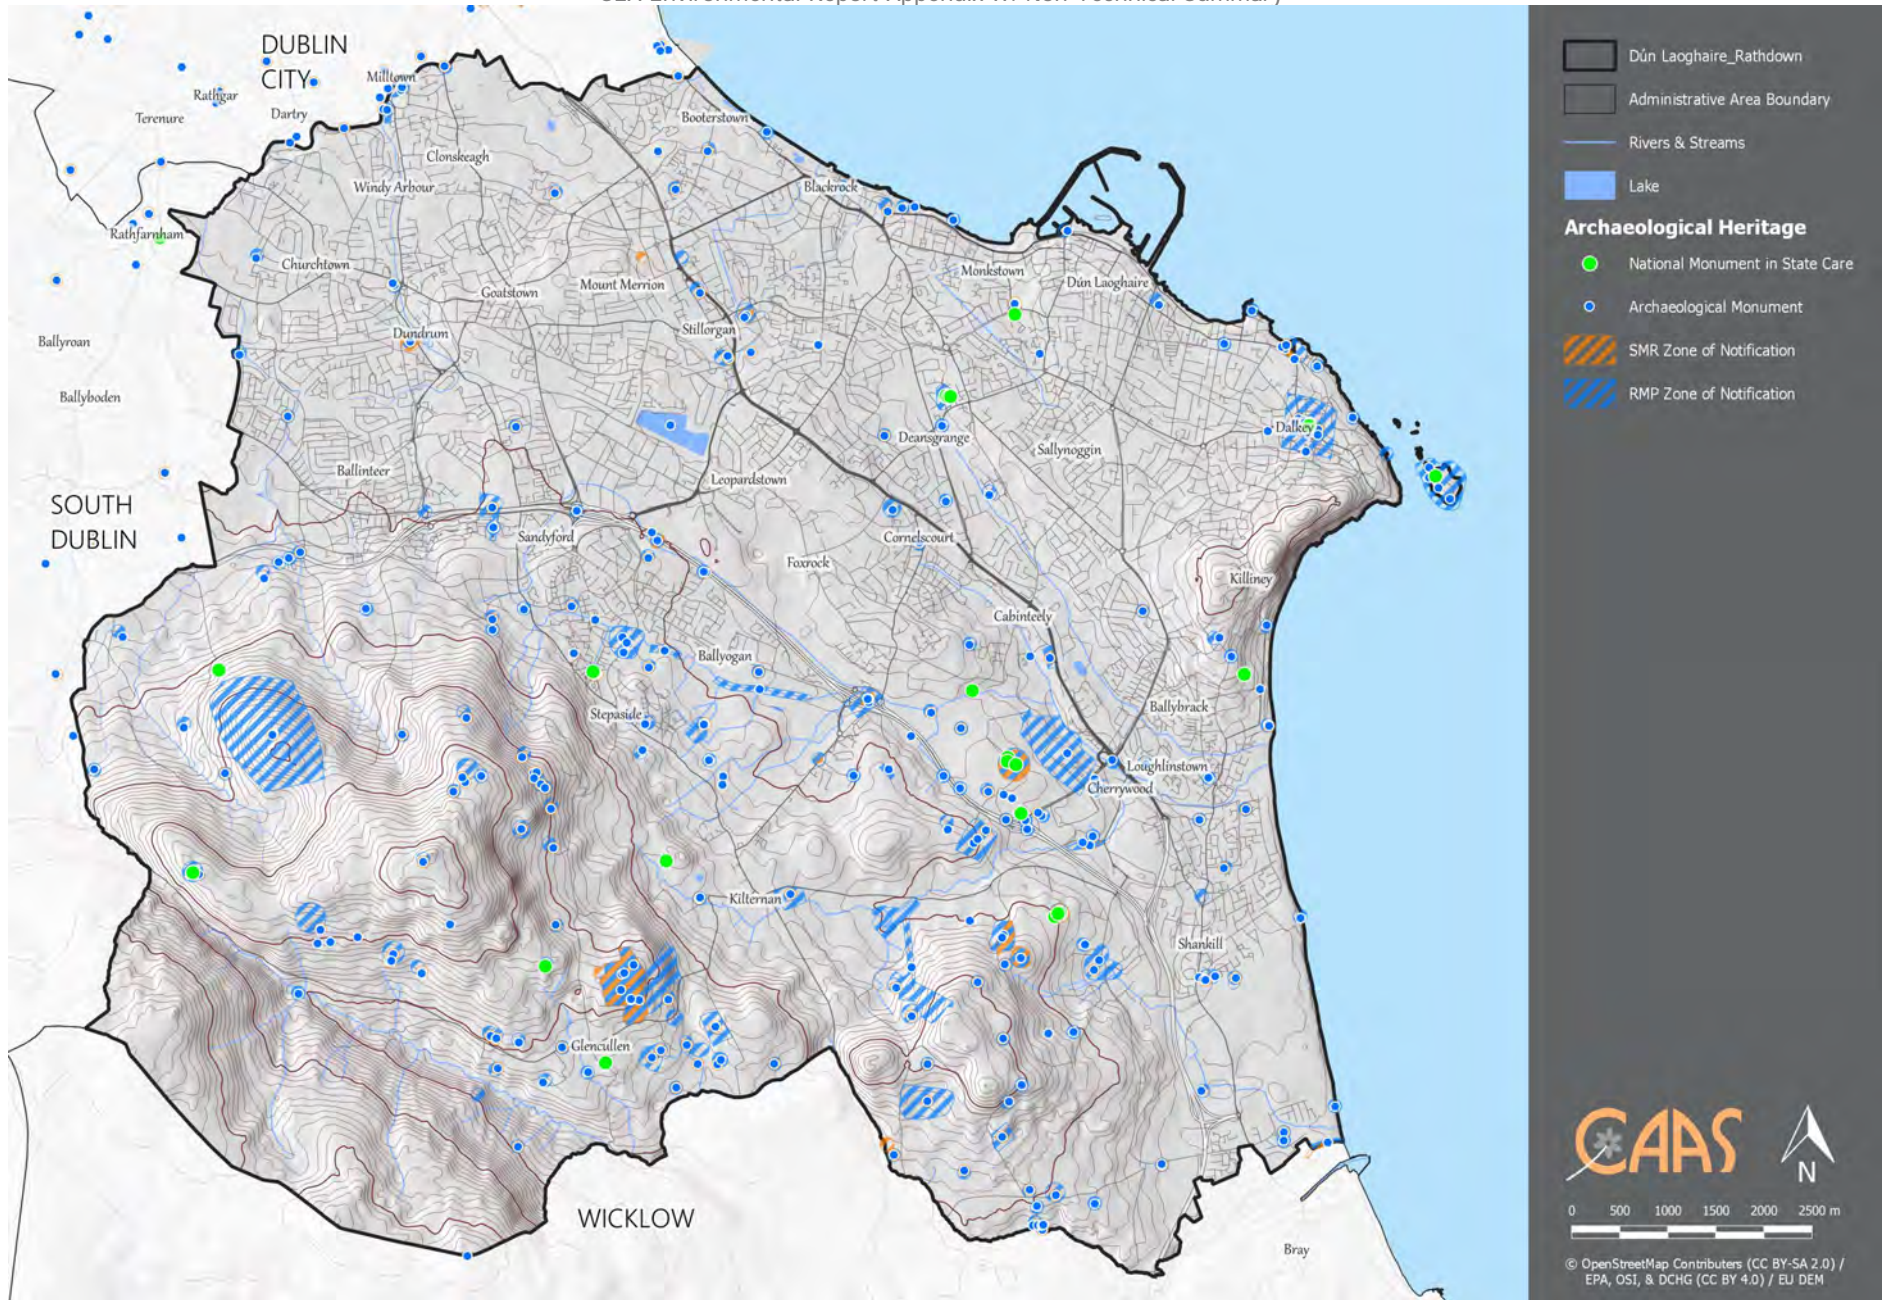 DUBLIN
CITY
Milltown
Rathgar
Terenure
Dartry
Booterstown
Clonskeagh
Windy Arbour
Blackrock
Rathfarnham
Churchtown
Goatstown
Mount Merrion
Monkstown
Dún Laoghaire
Dundrum
Stillorgan
Ballyroan
Ballyboden
Dalkey
Deansgrange
Sallynoggin
Ballinteer
Leopardstown
SOUTH
DUBLIN
Sandyford
Cornelscourt
Foxrock
Killiney
Cabinteely
Ballyogan
Stepaside
Ballybrack
Loughlinstown
Cherrywood
Kilternan
Shankill
Glencullen
WICKLOW
Bray
Dún Laoghaire_Rathdown
Administrative Area Boundary
Rivers & Streams
Lake
Archaeological Heritage
National Monument in State Care
Archaeological Monument
SMR Zone of Notification
RMP Zone of Notification
CAAS
N
0 500 1000 1500 2000 2500 m
© OpenStreetMap Contributors (CC BY-SA 2.0) /
EPA, OSI, & DCHG (CC BY 4.0) / EU DEM